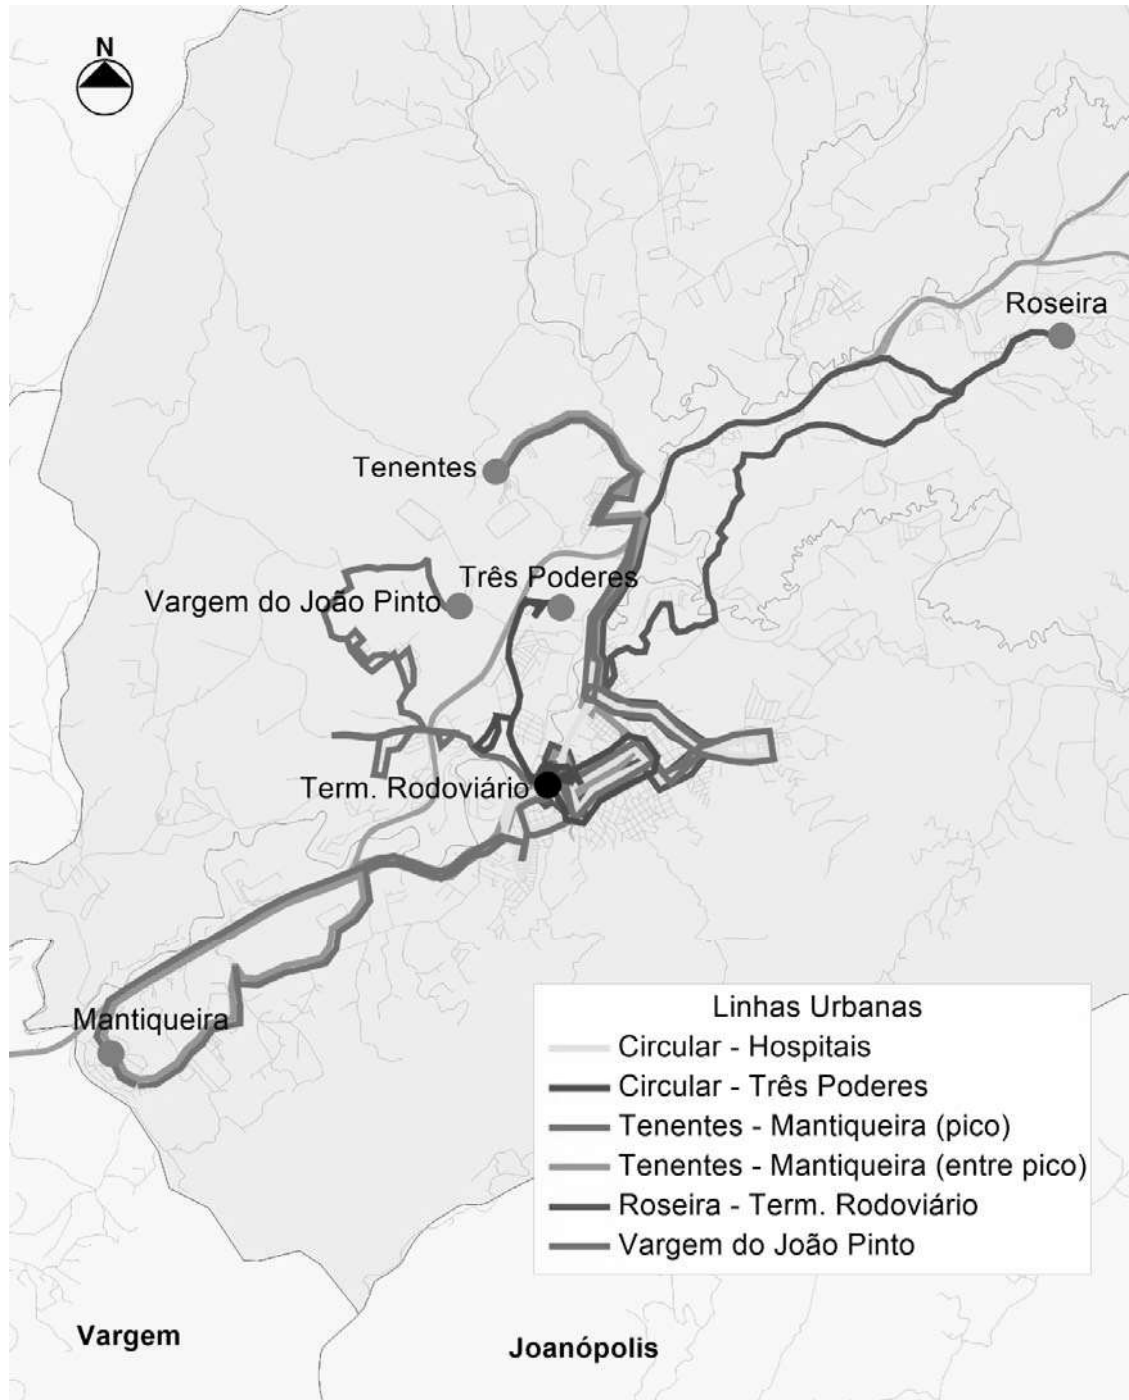 N
Roseira
Tenentes
Três Poderes
Vargem do João Pinto
Term. Rodoviário
Mantiqueira
Linhas Urbanas
Circular - Hospitais
Circular - Três Poderes
Tenentes - Mantiqueira (pico)
Tenentes - Mantiqueira (entre pico)
Roseira - Term. Rodoviário
Vargem do João Pinto
Vargem
Joanópolis